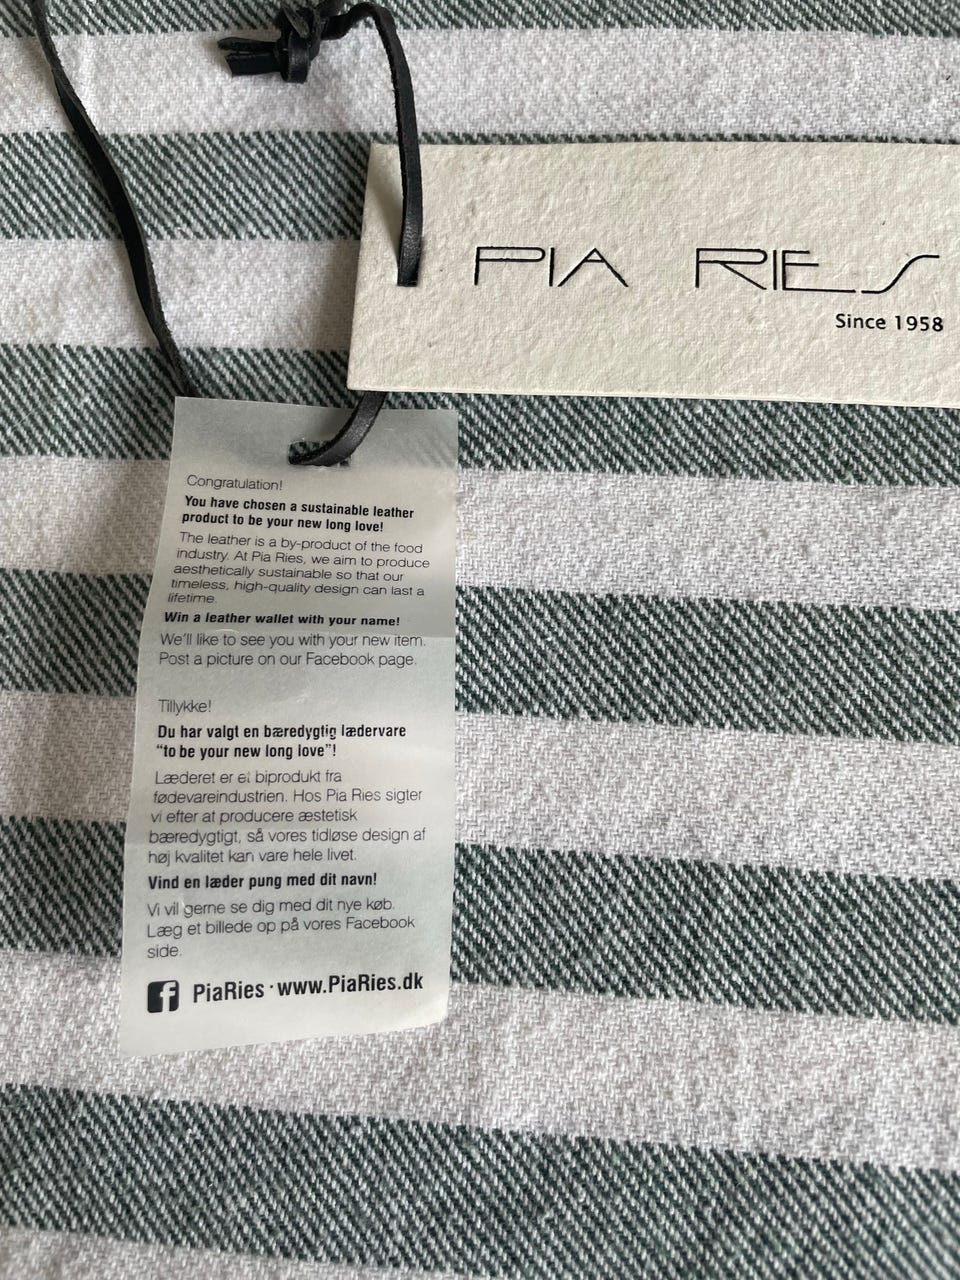 PIA RIES
Since 1958
Congratulation!
You have chosen a sustainable leather
product to be your new long love!
The leather is a by-product of the food
industry. At Pia Ries, we aim to produce
aesthetically sustainable so that our
timeless, high-quality design can last a
lifetime.
Win a leather wallet with your name!
We'll like to see you with your new item.
Post a picture on our Facebook page.
Tillykke!
Du har valgt en bæredygtig lædervare
“to be your new long love”!
Læderet er et biprodukt fra
fødevareindustrien. Hos Pia Ries sigter
vi efter at producere æstetisk
bæredygtigt, så vores tidløse design af
høj kvalitet kan vare hele livet.
Vind en læder pung med dit navn!
Vi vil gerne se dig med dit nye køb.
Læg et billede op på vores Facebook
side.
f PiaRies · www.PiaRies.dk